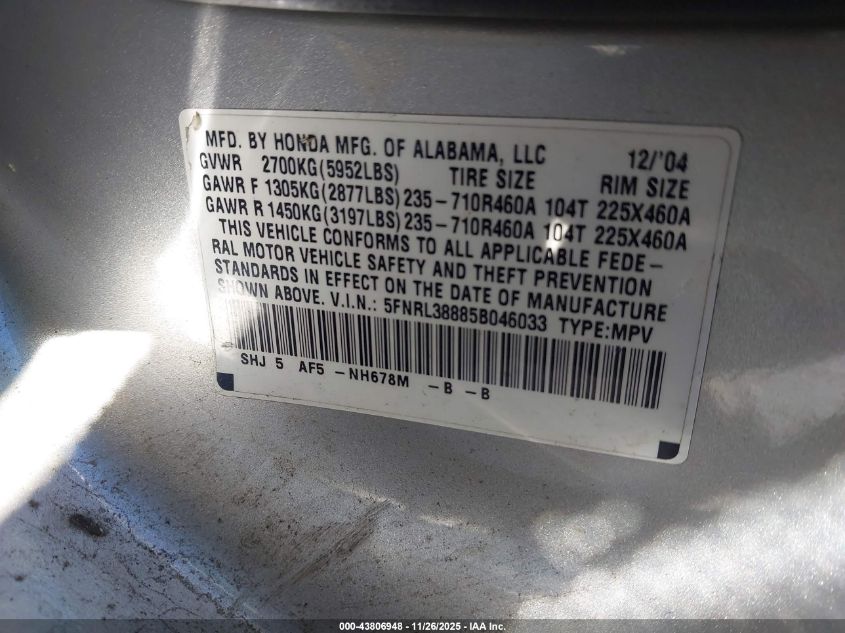 MFD. BY HONDA MFG. OF ALABAMA, LLC 12/'04
GVWR 2700KG(5952LBS) TIRE SIZE RIM SIZE
GAWR F 1305KG(2877LBS) 235-710R460A 104T 225X460A
GAWR R 1450KG(3197LBS) 235-710R460A 104T 225X460A
THIS VEHICLE CONFORMS TO ALL APPLICABLE FEDE-
RAL MOTOR VEHICLE SAFETY AND THEFT PREVENTION
STANDARDS IN EFFECT ON THE DATE OF MANUFACTURE
SHOWN ABOVE. V.I.N.: 5FNRL38885B046033 TYPE:MPV
SHJ 5 AF5 -NH678M -B -B
000-43806948 - 11/26/2025 - IAA Inc.